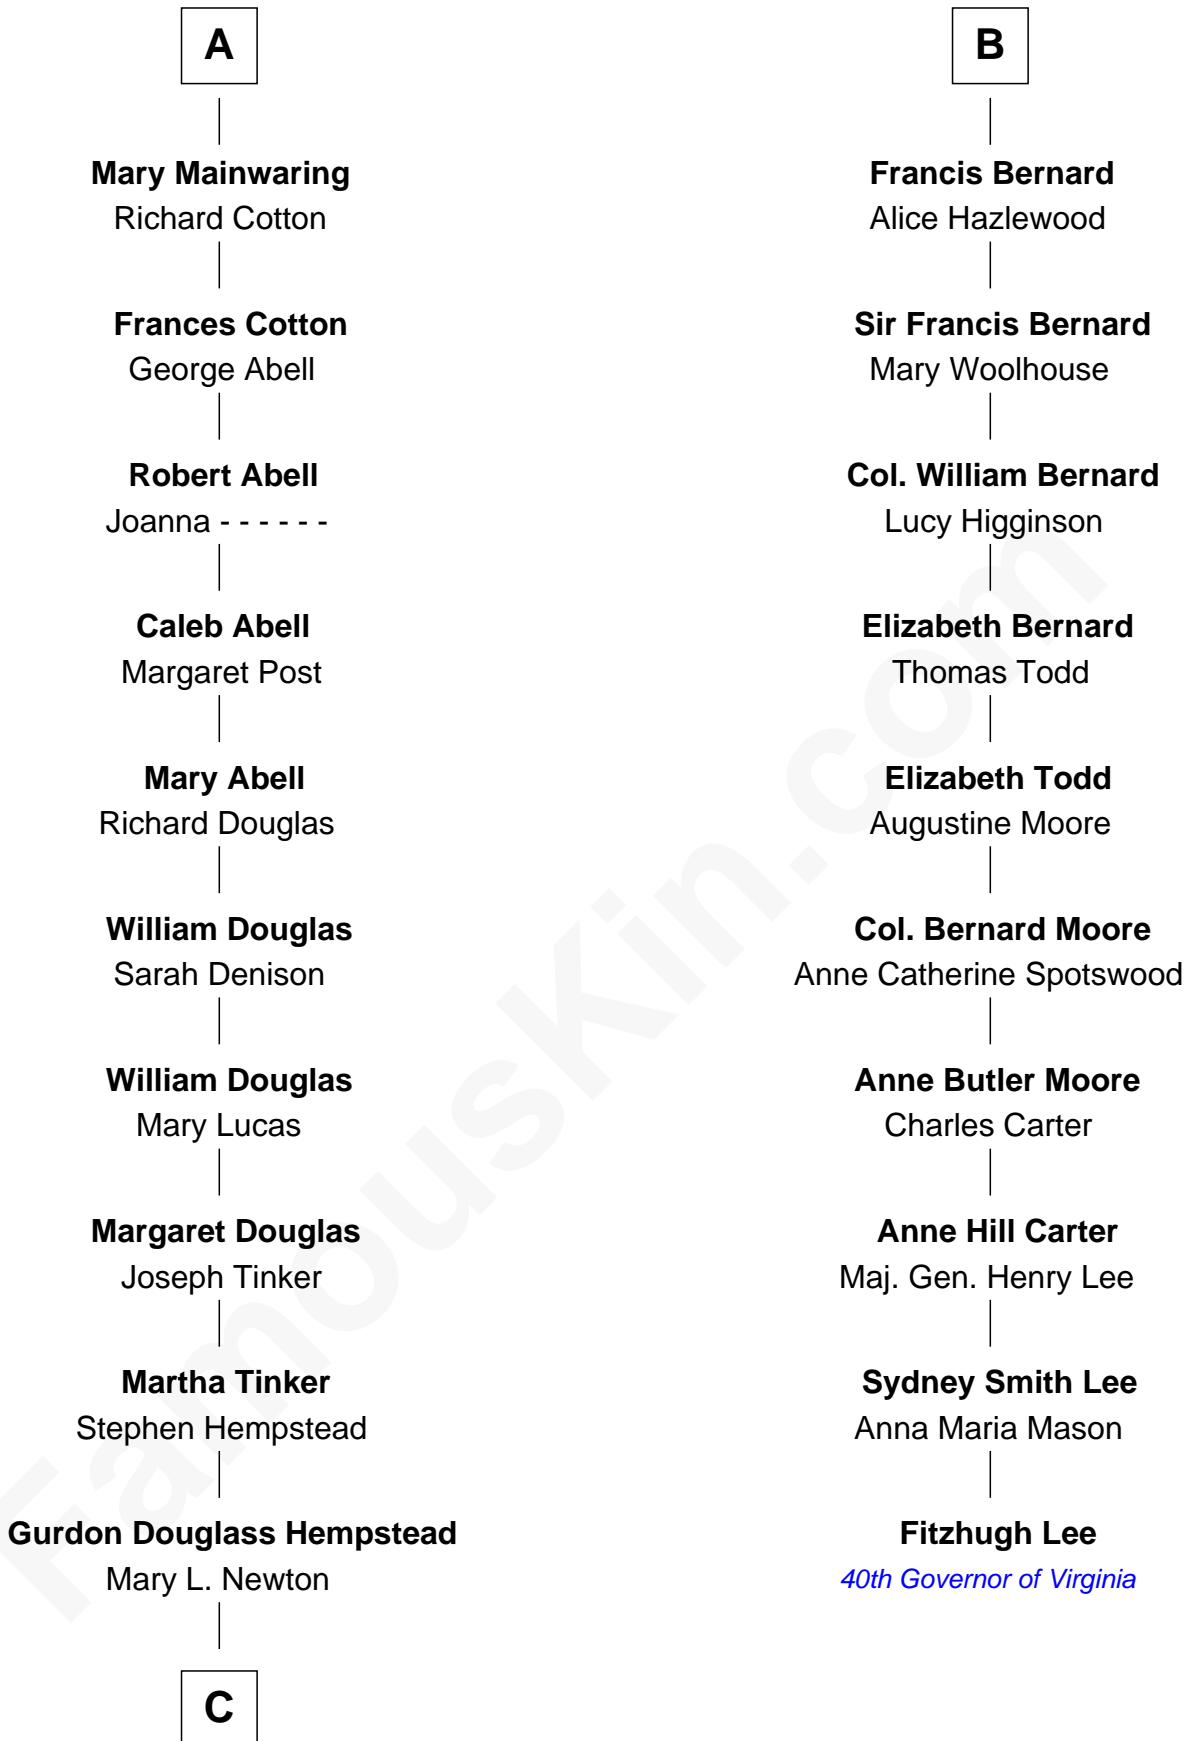 A
Mary Mainwaring
Richard Cotton
Frances Cotton
George Abell
Robert Abell
Joanna - - - - - -
Caleb Abell
Margaret Post
Mary Abell
Richard Douglas
William Douglas
Sarah Denison
William Douglas
Mary Lucas
Margaret Douglas
Joseph Tinker
Martha Tinker
Stephen Hempstead
Gurdon Douglass Hempstead
Mary L. Newton
C
B
Francis Bernard
Alice Hazlewood
Sir Francis Bernard
Mary Woolhouse
Col. William Bernard
Lucy Higginson
Elizabeth Bernard
Thomas Todd
Elizabeth Todd
Augustine Moore
Col. Bernard Moore
Anne Catherine Spotswood
Anne Butler Moore
Charles Carter
Anne Hill Carter
Maj. Gen. Henry Lee
Sydney Smith Lee
Anna Maria Mason
Fitzhugh Lee
40th Governor of Virginia
FamousKin.com